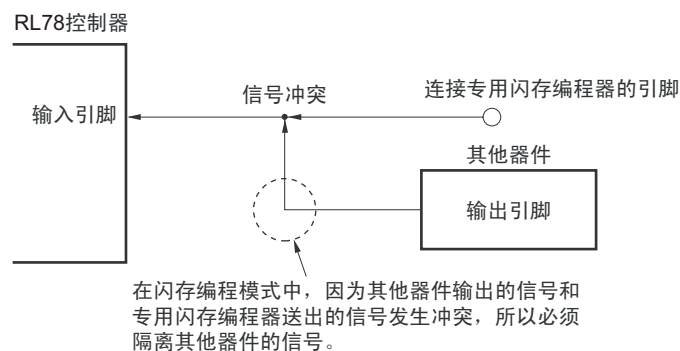 RL78控制器
信号冲突
连接专用闪存编程器的引脚
输入引脚
其他器件
输出引脚
在闪存编程模式中，因为其他器件输出的信号和
专用闪存编程器送出的信号发生冲突，所以必须
隔离其他器件的信号。